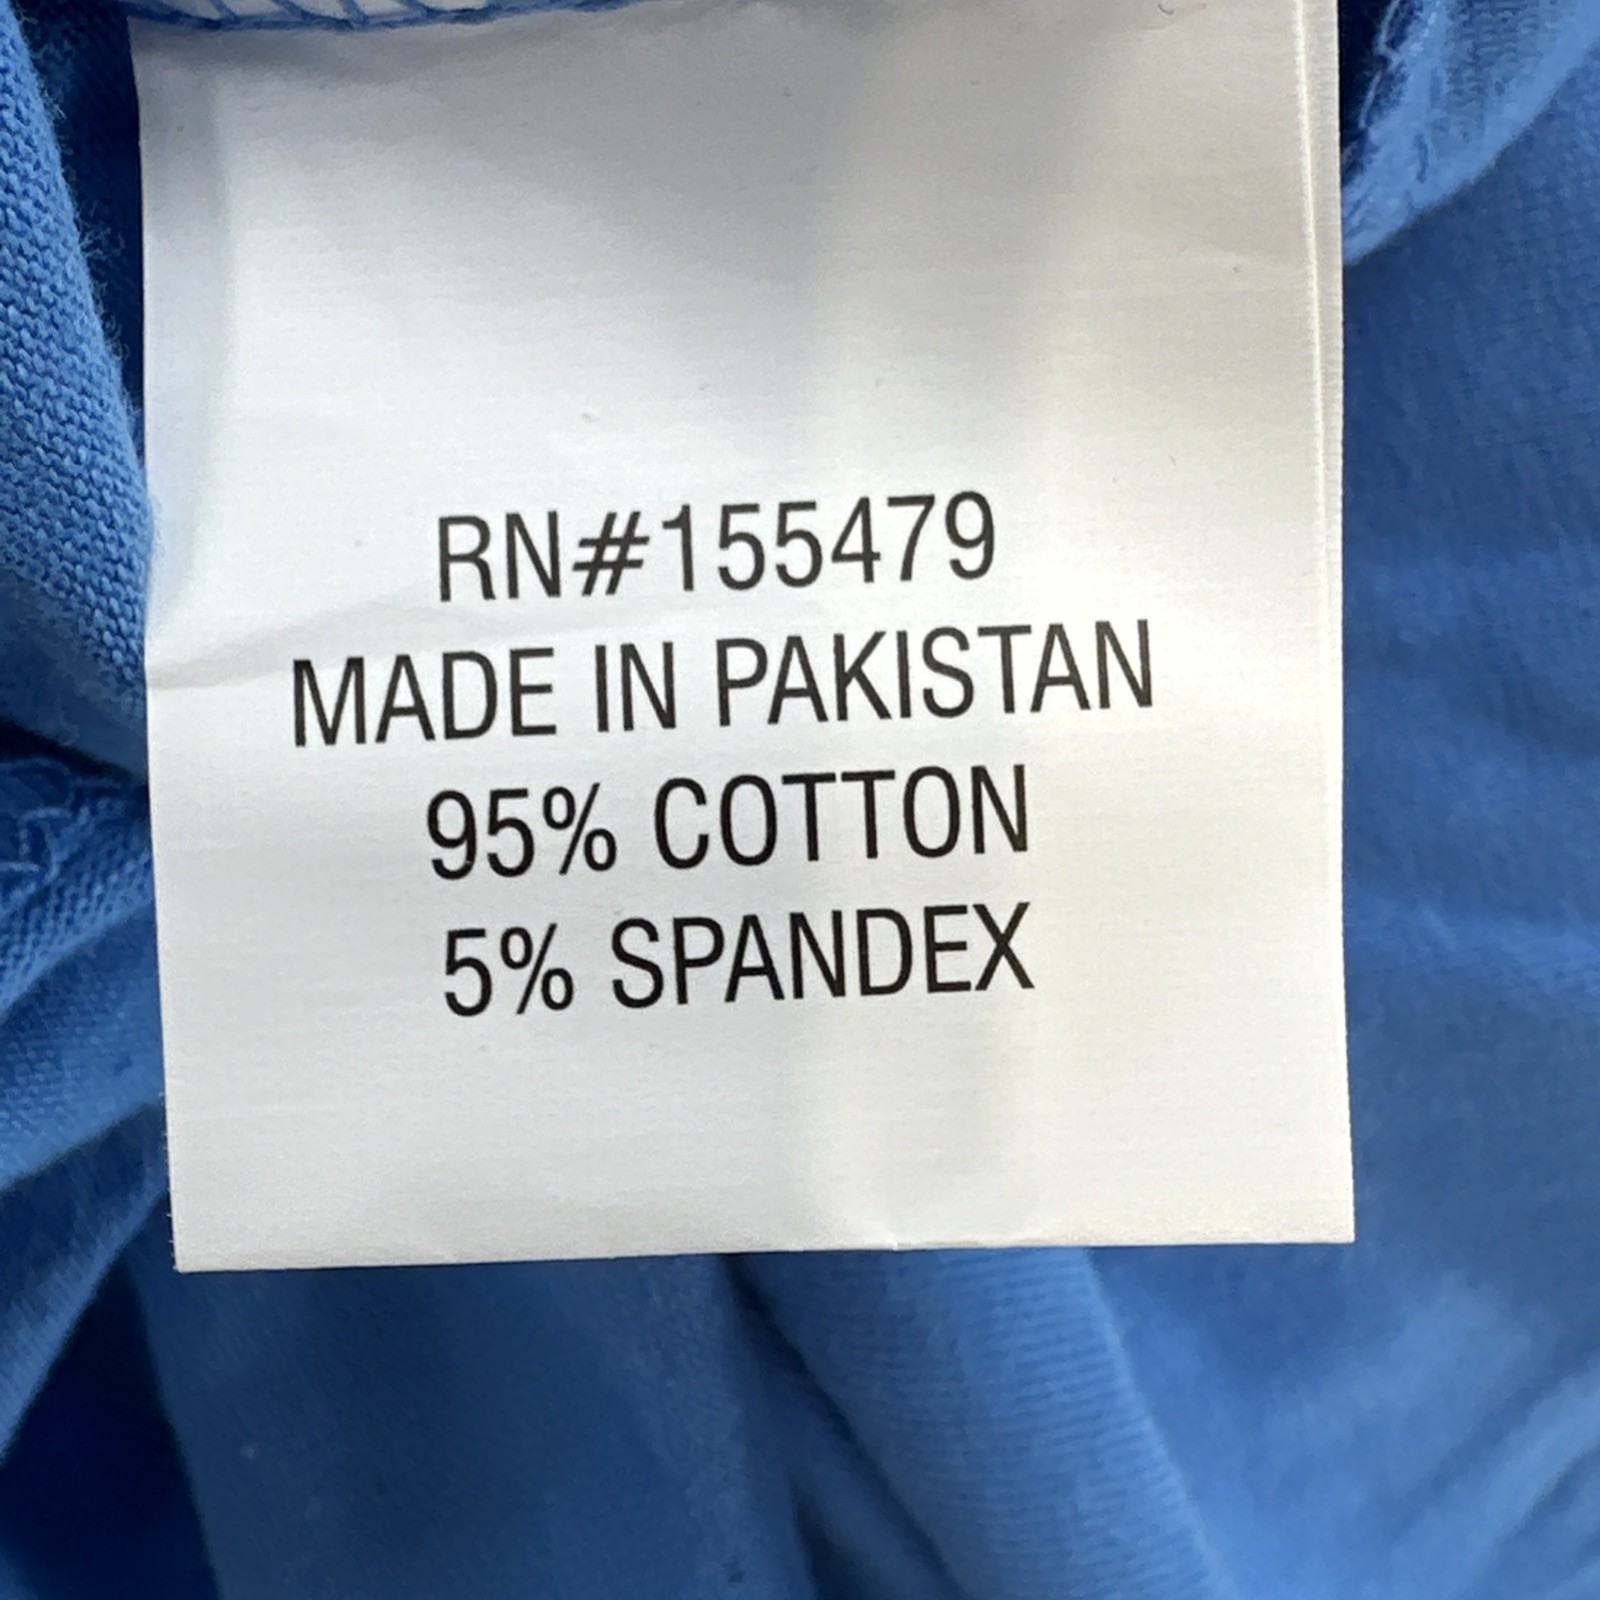 RN#155479
MADE IN PAKISTAN
95% COTTON
5% SPANDEX